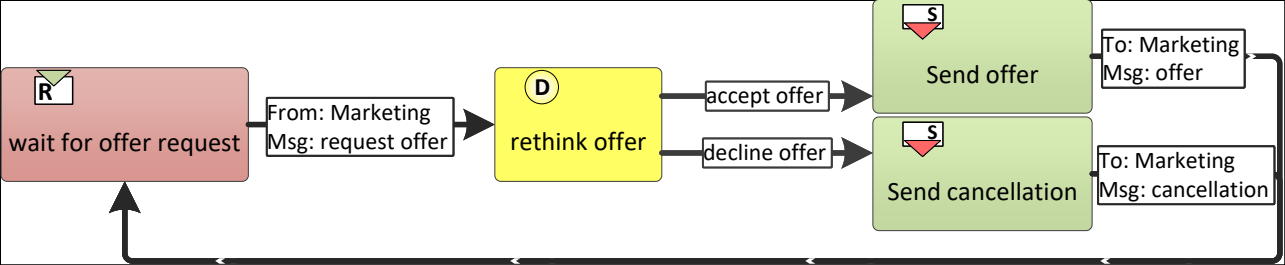 R
wait for offer request
From: Marketing
Msg: request offer
D
rethink offer
accept offer
decline offer
S
Send offer
To: Marketing
Msg: offer
S
Send cancellation
To: Marketing
Msg: cancellation